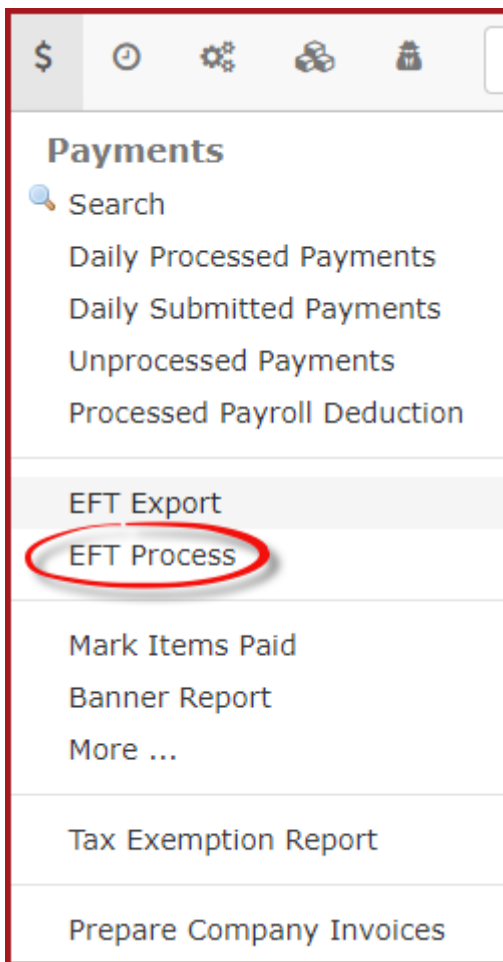 $
Payments
Search
Daily Processed Payments
Daily Submitted Payments
Unprocessed Payments
Processed Payroll Deduction
EFT Export
EFT Process
Mark Items Paid
Banner Report
More ...
Tax Exemption Report
Prepare Company Invoices